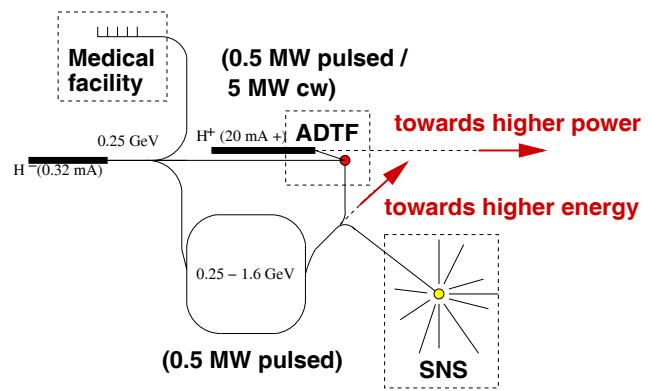 Medical
facility
(0.5 MW pulsed /
5 MW cw)
H+ (20 mA +)
ADTF
towards higher power
0.25 GeV
H−(0.32 mA)
towards higher energy
0.25 − 1.6 GeV
(0.5 MW pulsed)
SNS